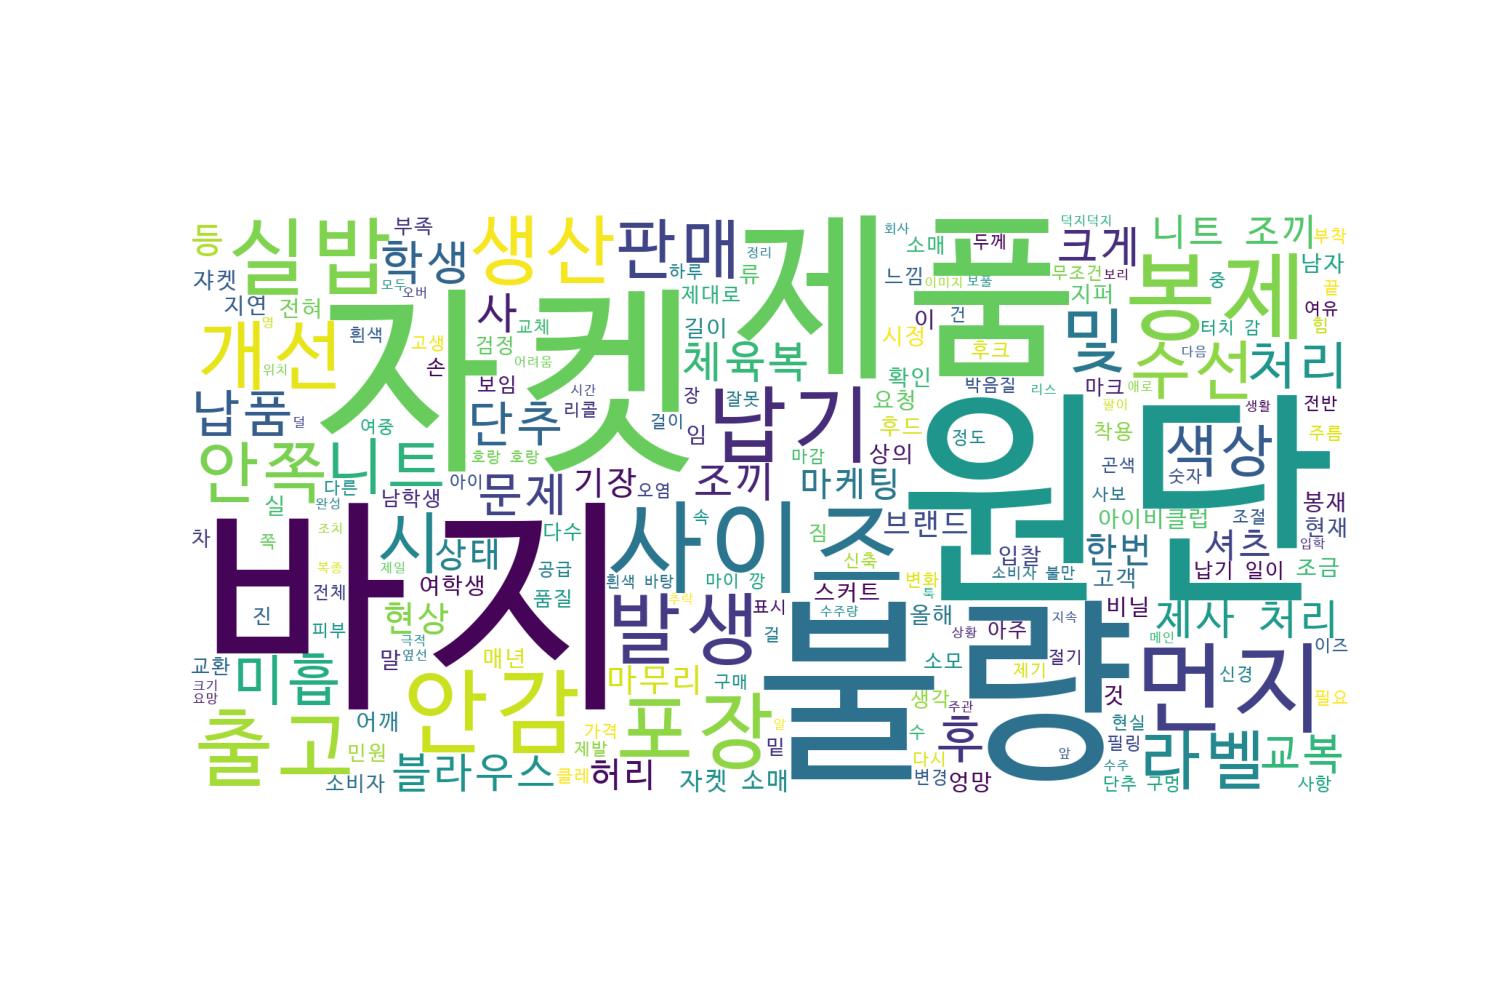 등
실밥
부족
학생
생산
판매
정리
제품
회사
소매
두께
덕지덕지
크게
니트 조끼
부착
쟈켓
모두
오버
하루
류
느낌
이미지
보풀
무조건
보리
봉제
중
남자
끝
지연
전혀
자켓
사
제대로
지퍼
여유
명
흰색
고생
교체
길이
시정
이
건
및
터치 감
힘
개선
위치
검정
손
어려움
체육복
후크
수선
다음
처리
보임
시간
장
확인
박음질
리스
마크
애로
납품
덜
여중
단추
리콜
걸이
잘못
납기
요청
원단
팔이
생활
전반
안쪽
니트
호랑 호랑
임
마감
후드
상의
정도
착용
색상
주름
다른
남학생
아이
문제
기장
오염
조끼
마케팅
곤색
숫자
실
완성
바지
사이즈
속
브랜드
사보
봉재
차
쪽
조치
시
상태
다수
짐
아이비클럽
조절
현재
복종
제일
공급
신축
입찰
한번
셔츠
입학
전체
여학생
품질
흰색 바탕
마이 깡
변화
툭
소비자 불만
고객
납기 일이
조금
진
피부
현상
발생
표시
스커트
수주량
올해
지속
비닐
제사 처리
극적
옆선
주락
걸
불량
상황
아주
메인
이즈
교환
크기
요망
미흡
말
매년
안감
마무리
구매
소모
제기
절기
먼지
신경
출고
어깨
가격
포장
알
생각
주관
것
필요
민원
제발
밑
수
후
앞
현실
필링
라벨
교복
소비자
블라우스
클레
허리
자켓 소매
다시
변경
엉망
수주
단추 구멍
사항